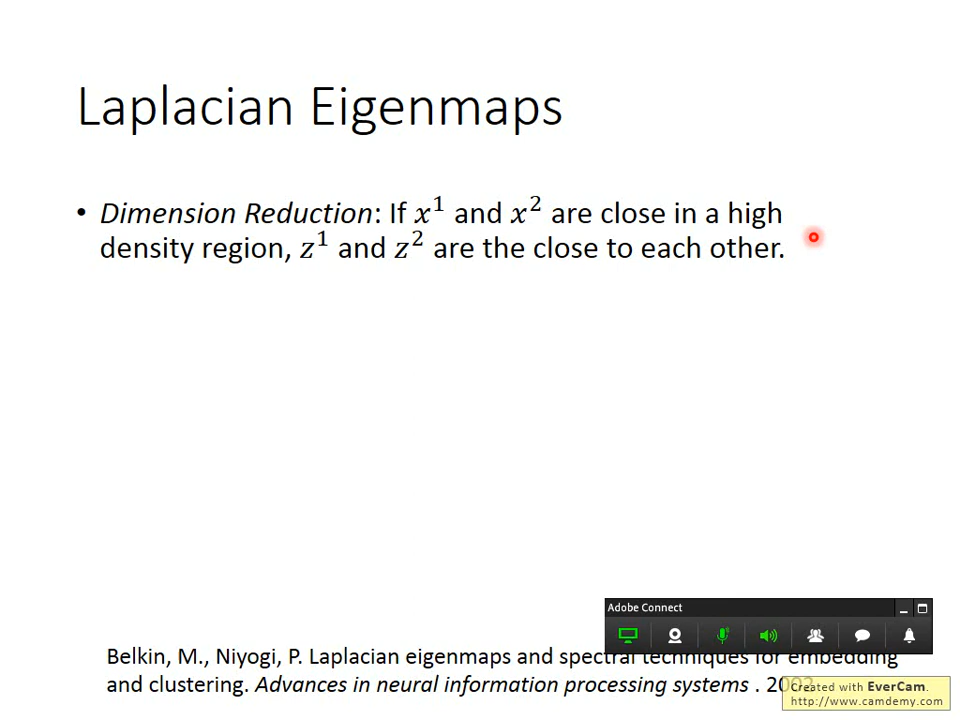 Laplacian Eigenmaps
• Dimension Reduction: If x¹ and x² are close in a high
density region, z¹ and z² are the close to each other.
Adobe Connect
Belkin, M., Niyogi, P. Laplacian eigenmaps and spectral techniques for embedding
and clustering. Advances in neural information processing systems .
Created with EverCam.
http://www.camdemy.com